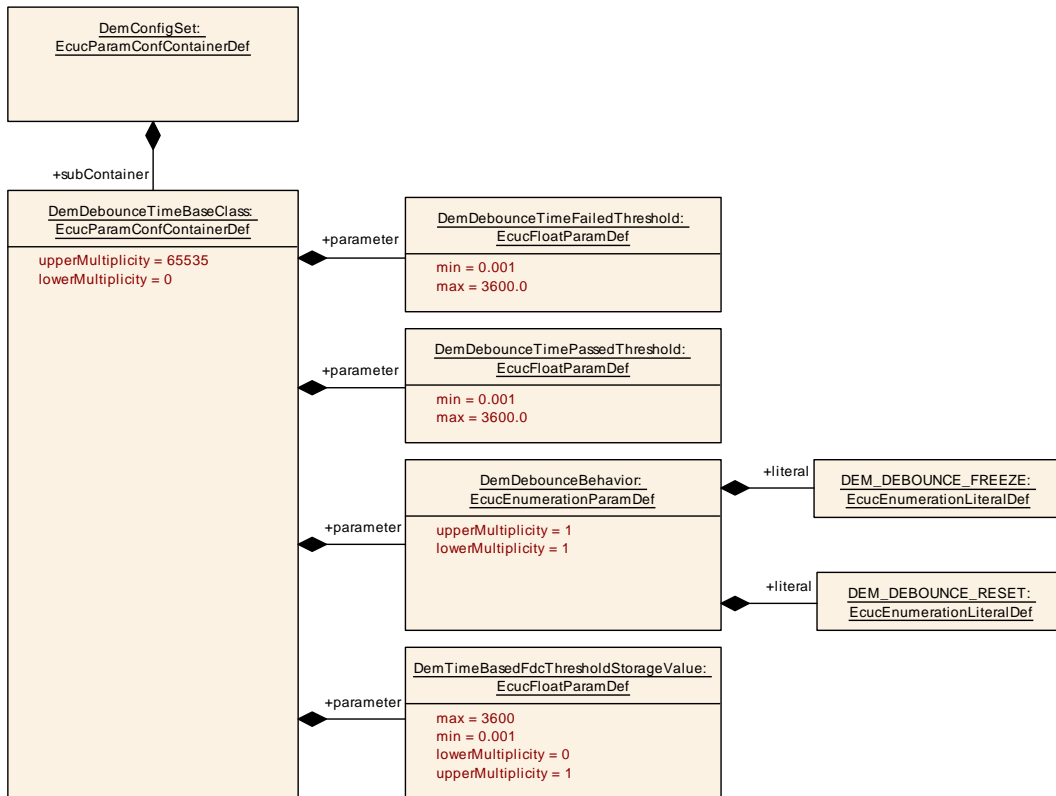 DemConfigSet:
EcucParamConfContainerDef
+subContainer
DemDebounceTimeBaseClass:
EcucParamConfContainerDef
upperMultiplicity = 65535
lowerMultiplicity = 0
+parameter
DemDebounceTimeFailedThreshold:
EcucFloatParamDef
min = 0.001
max = 3600.0
+parameter
DemDebounceTimePassedThreshold:
EcucFloatParamDef
min = 0.001
max = 3600.0
+parameter
DemDebounceBehavior:
EcucEnumerationParamDef
upperMultiplicity = 1
lowerMultiplicity = 1
+literal
DEM_DEBOUNCE_FREEZE:
EcucEnumerationLiteralDef
+literal
DEM_DEBOUNCE_RESET:
EcucEnumerationLiteralDef
+parameter
DemTimeBasedFdcThresholdStorageValue:
EcucFloatParamDef
max = 3600
min = 0.001
lowerMultiplicity = 0
upperMultiplicity = 1